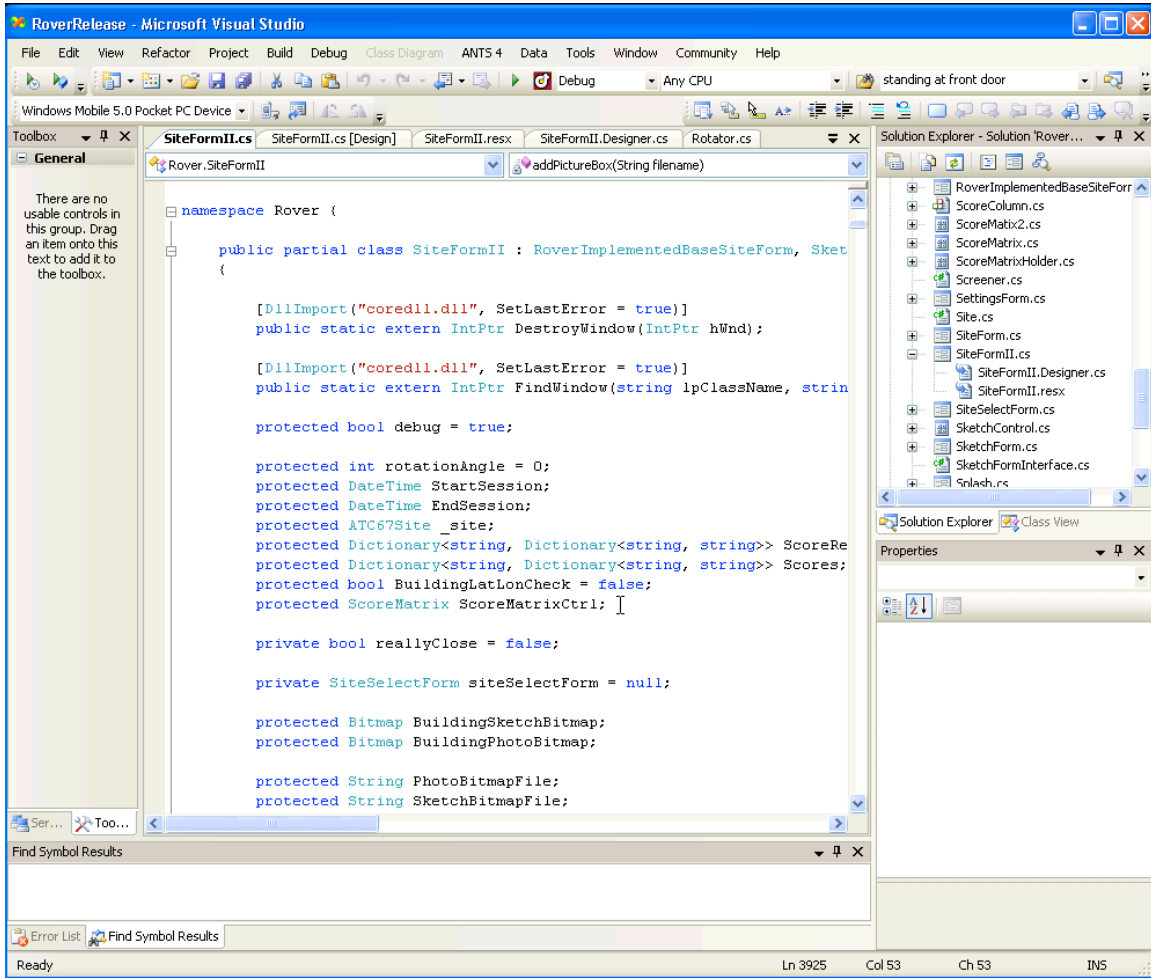 RoverRelease - Microsoft Visual Studio
File Edit View Refactor Project Build Debug Class Diagram ANTS 4 Data Tools Window Community Help
Debug Any CPU standing at front door
Windows Mobile 5.0 Pocket PC Device
Toolbox
General
There are no
usable controls in
this group. Drag
an item onto this
text to add it to
the toolbox.
Ser... Too...
SiteFormII.cs SiteFormII.cs [Design] SiteFormII.resx SiteFormII.Designer.cs Rotator.cs
Rover.SiteFormII addPictureBox(String filename)
namespace Rover {
public partial class SiteFormII : RoverImplementedBaseSiteForm, Sket
{
[DllImport("coredll.dll", SetLastError = true)]
public static extern IntPtr DestroyWindow(IntPtr hWnd);
[DllImport("coredll.dll", SetLastError = true)]
public static extern IntPtr FindWindow(string lpClassName, strin
protected bool debug = true;
protected int rotationAngle = 0;
protected DateTime StartSession;
protected DateTime EndSession;
protected ATC67Site _site;
protected Dictionary<string, Dictionary<string, string>> ScoreRe
protected Dictionary<string, Dictionary<string, string>> Scores;
protected bool BuildingLatLonCheck = false;
protected ScoreMatrix ScoreMatrixCtrl;
private bool reallyClose = false;
private SiteSelectForm siteSelectForm = null;
protected Bitmap BuildingSketchBitmap;
protected Bitmap BuildingPhotoBitmap;
protected String PhotoBitmapFile;
protected String SketchBitmapFile;
Solution Explorer - Solution 'Rover...
RoverImplementedBaseSiteForr
ScoreColumn.cs
ScoreMatix2.cs
ScoreMatrix.cs
ScoreMatrixHolder.cs
Screener.cs
SettingsForm.cs
Site.cs
SiteForm.cs
SiteFormII.cs
SiteFormII.Designer.cs
SiteFormII.resx
SiteSelectForm.cs
SketchControl.cs
SketchForm.cs
SketchFormInterface.cs
Splash.cs
Solution Explorer Class View
Properties
Find Symbol Results
Error List Find Symbol Results
Ready Ln 3925 Col 53 Ch 53 INS